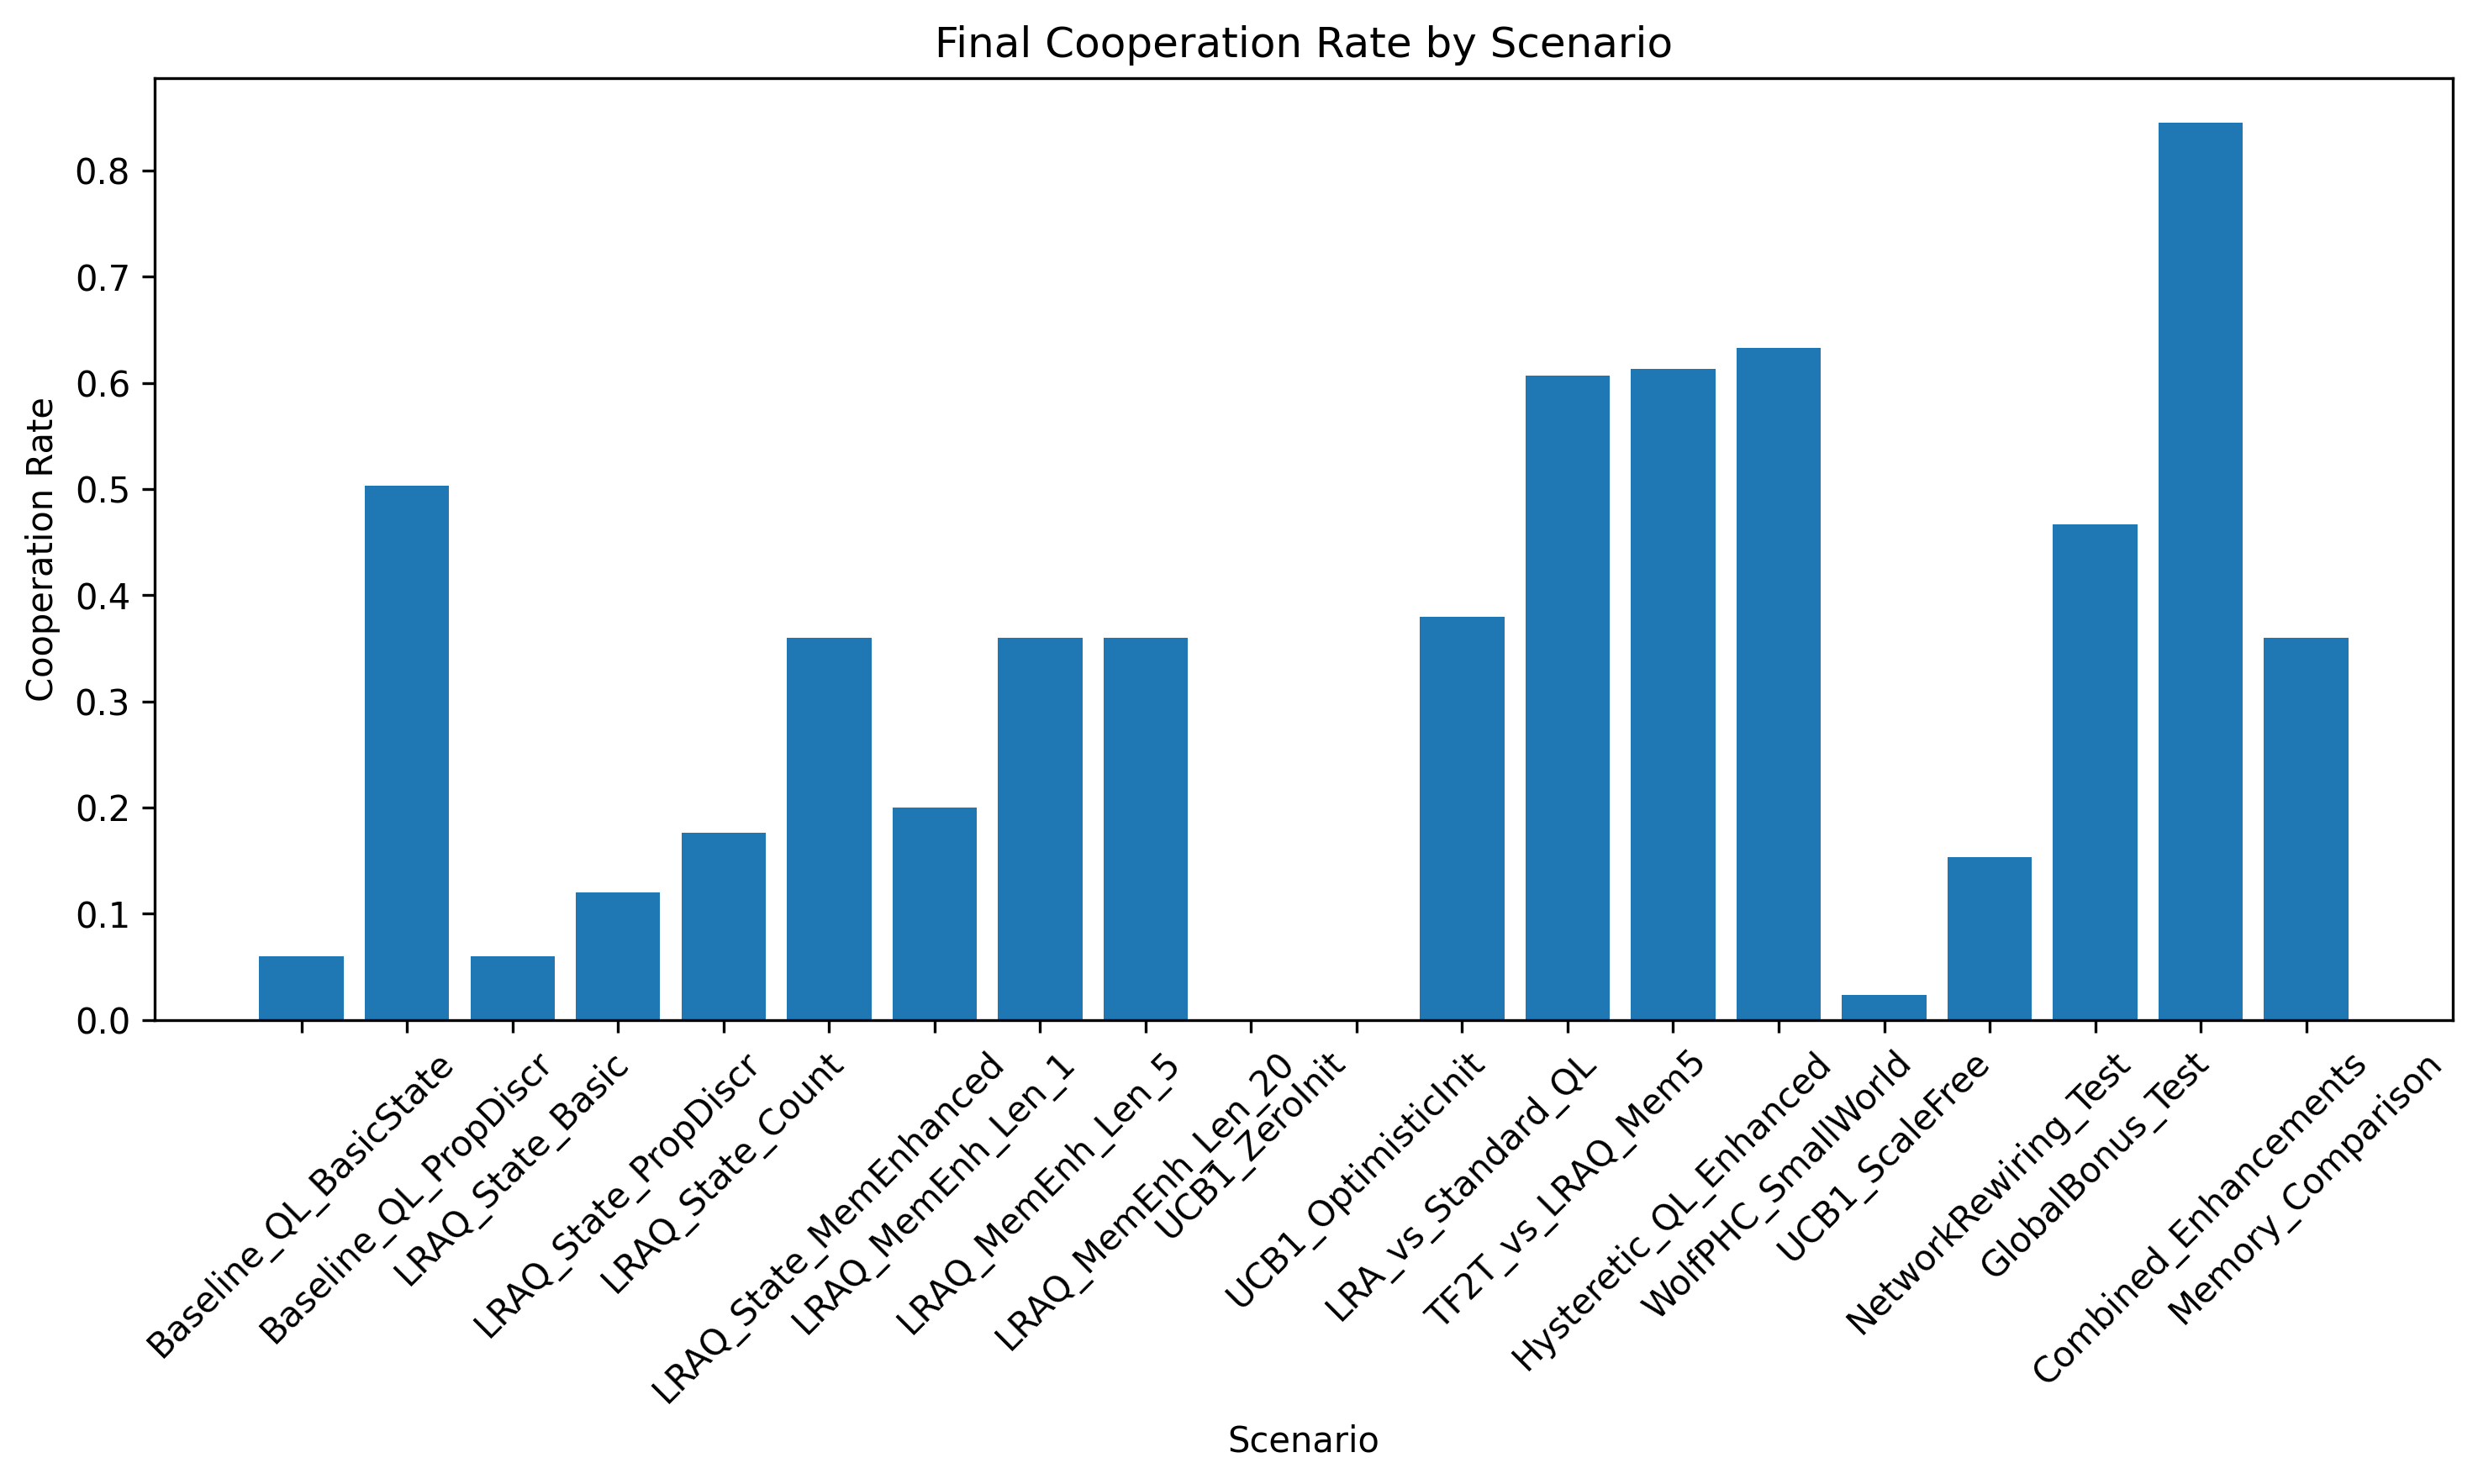 Final Cooperation Rate by Scenario
Cooperation Rate
0.8
0.7
0.6
0.5
0.4
0.3
0.2
0.1
0.0
Baseline_QL_BasicState
Baseline_QL_PropDiscr
LRAQ_State_Basic
LRAQ_State_PropDiscr
LRAQ_State_Count
LRAQ_State_MemEnhanced
LRAQ_MemEnh_Len_1
LRAQ_MemEnh_Len_5
LRAQ_MemEnh_Len_20
UCB1_ZeroInit
UCB1_OptimisticInit
LRA_vs_Standard_QL
TF2T_vs_LRAQ_Mem5
Hysteretic_QL_Enhanced
WolfPHC_SmallWorld
UCB1_ScaleFree
NetworkRewiring_Test
GlobalBonus_Test
Combined_Enhancements
Memory_Comparison
Scenario